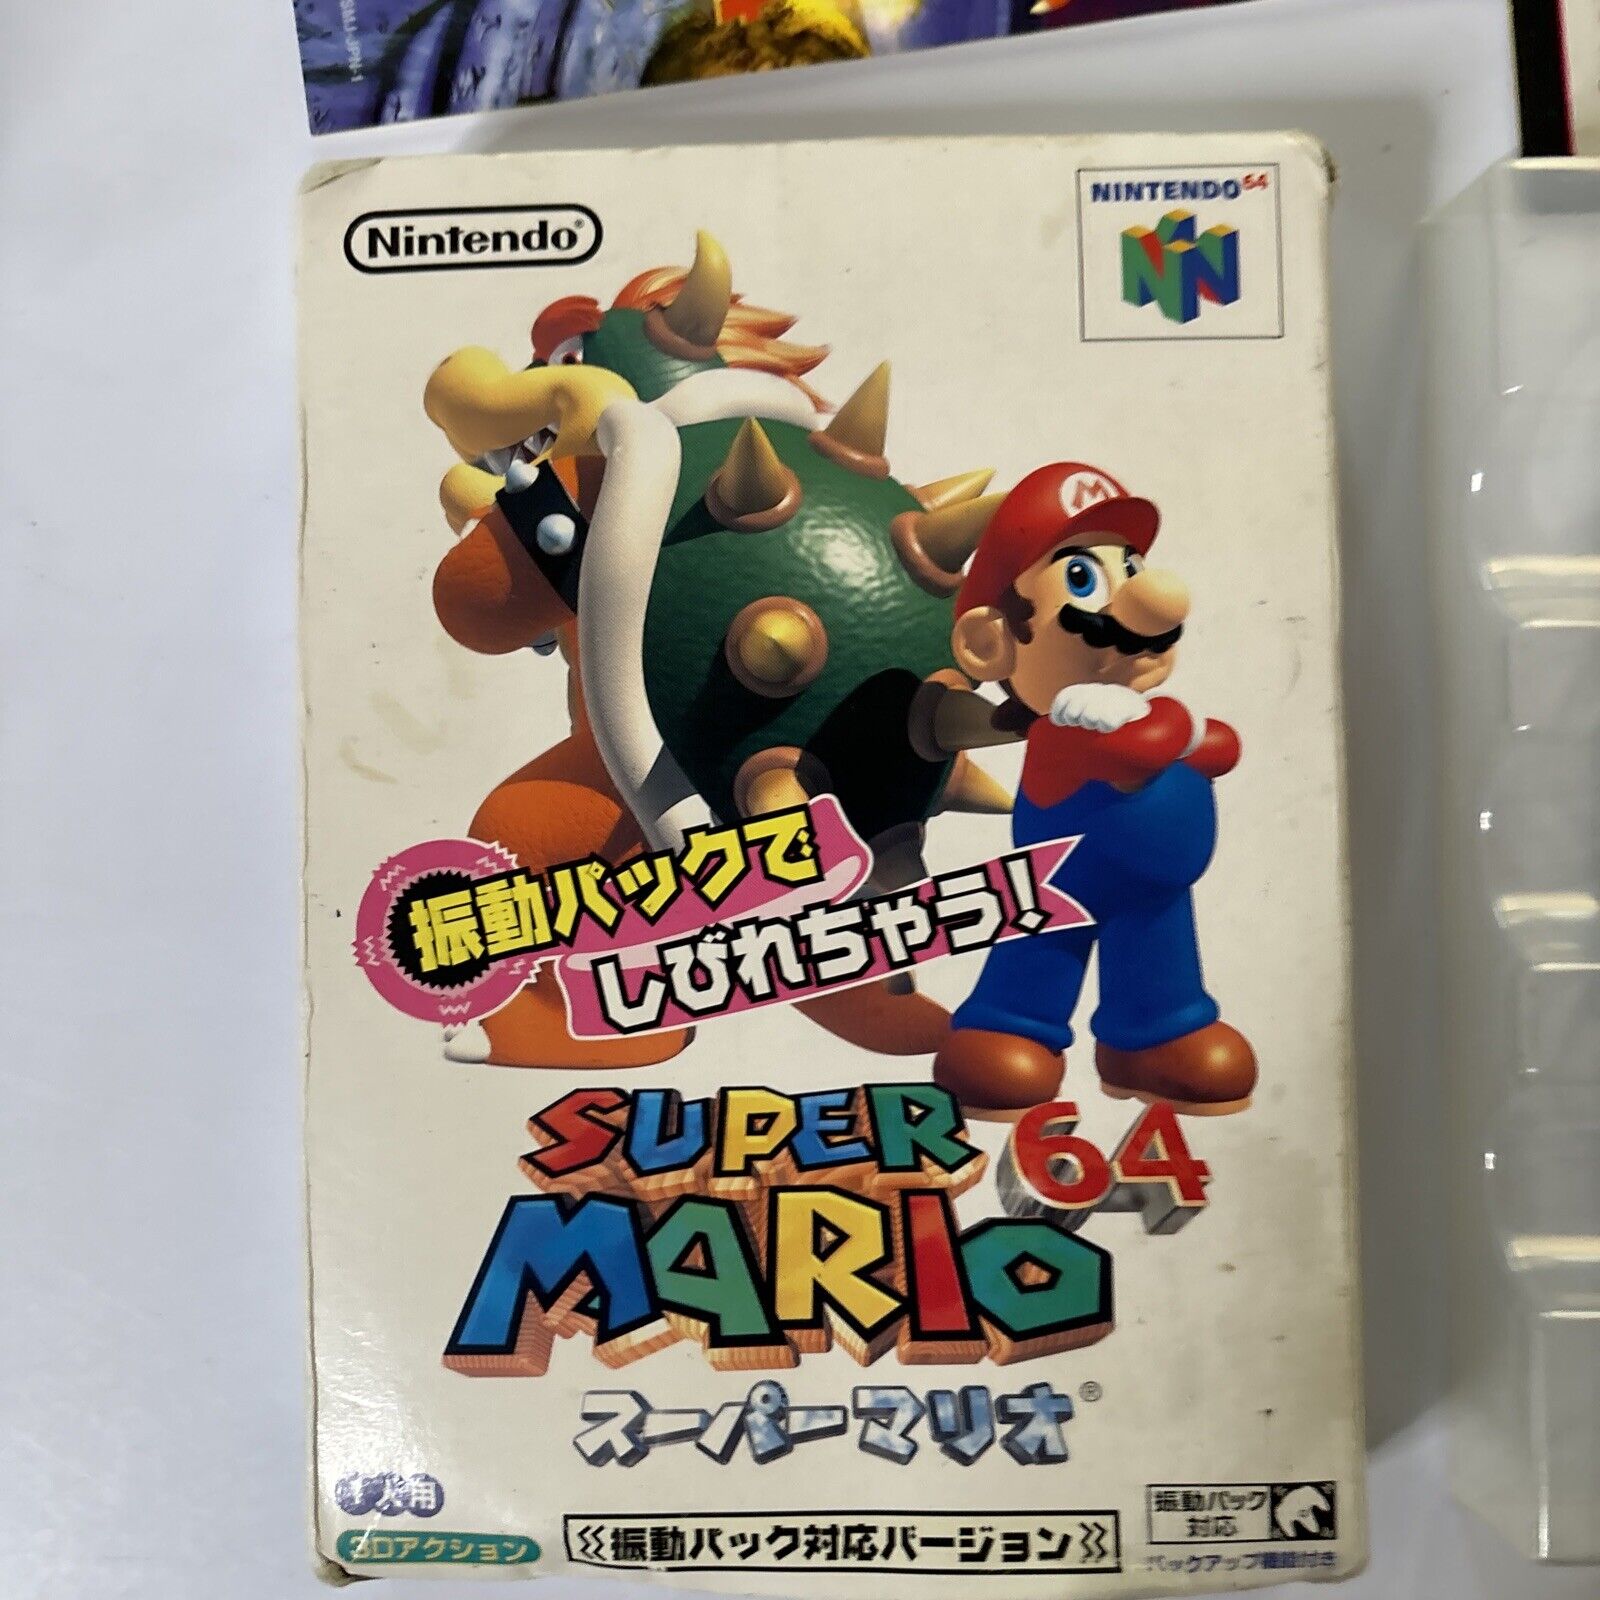 Nintendo®
NINTENDO64
M
振動パックで
しびれちゃう!
SUPER
MARIO
64
スーパーマリオ®
1人用
3Dアクション
振動パック対応バージョン
振動パック
対応
バックアップ機能付き